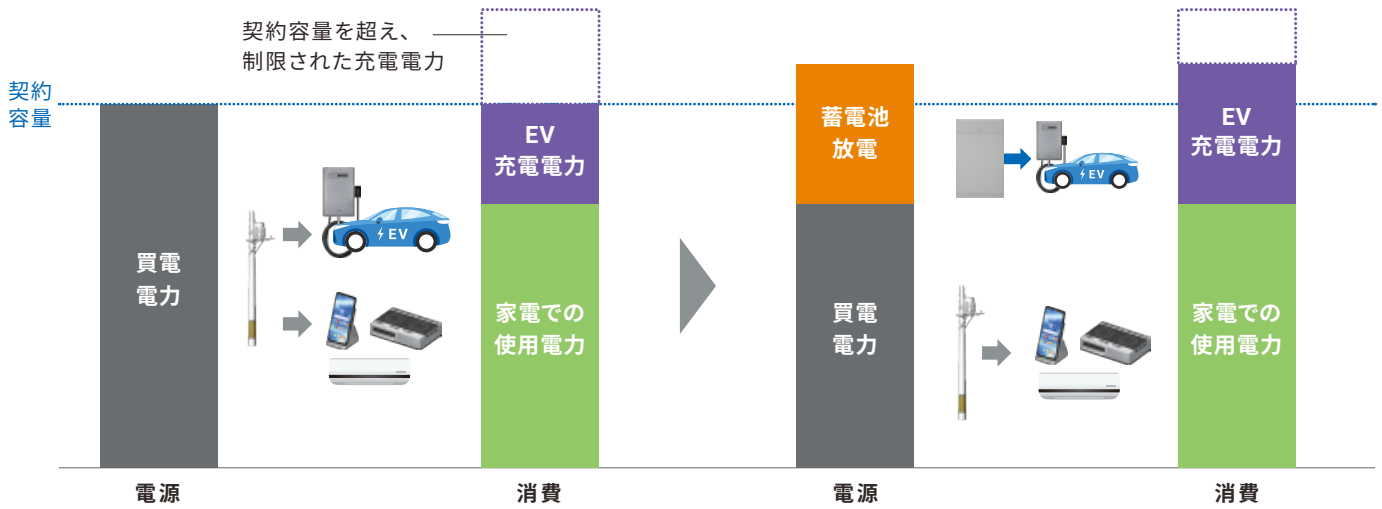 契約容量を超え、
制限された充電電力
契約
容量
買電
電力
EV
EV
充電電力
家電での
使用電力
電源
消費
蓄電池
放電
買電
電力
EV
EV
充電電力
家電での
使用電力
電源
消費